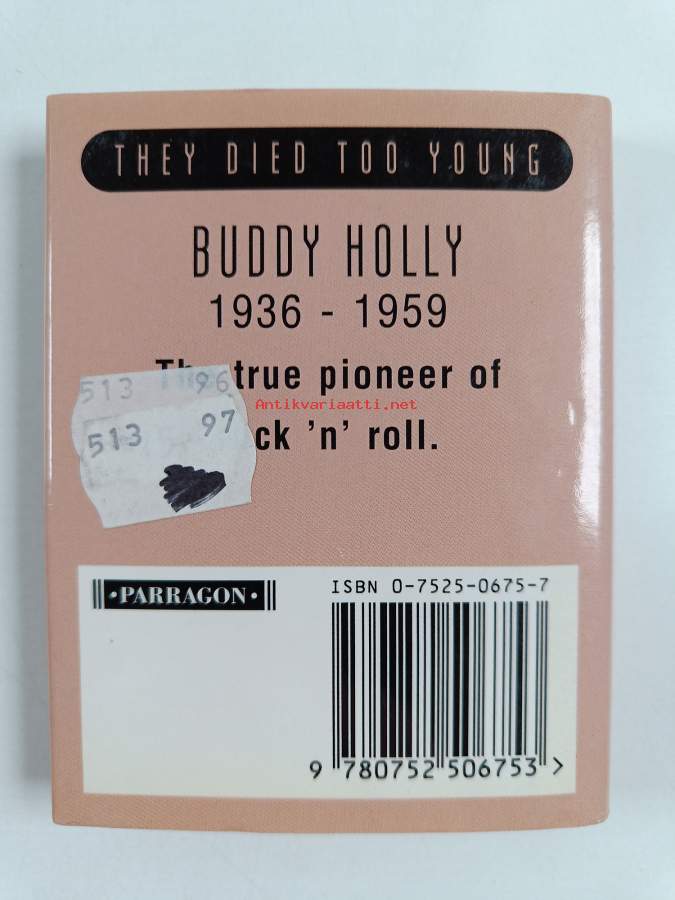 THEY DIED TOO YOUNG
BUDDY HOLLY
1936 - 1959
true pioneer of
'n' roll.
513 96
513 97
Antikvariaatti.net
·PARRAGON·
ISBN 0-7525-0675-7
9 780752 506753 >